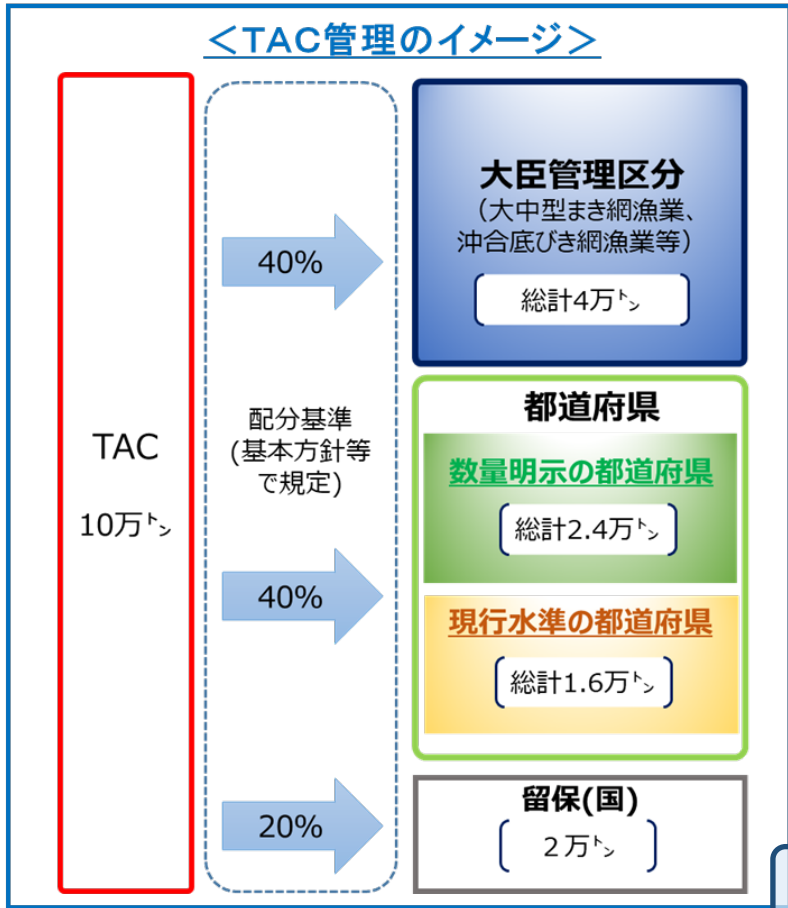 ＜TAC管理のイメージ＞
TAC
10万㌧
配分基準
(基本方針等
で規定)
40%
大臣管理区分
（大中型まき網漁業、
沖合底びき網漁業等）
総計4万㌧
40%
都道府県
数量明示の都道府県
総計2.4万㌧
現行水準の都道府県
総計1.6万㌧
20%
留保(国)
２万㌧